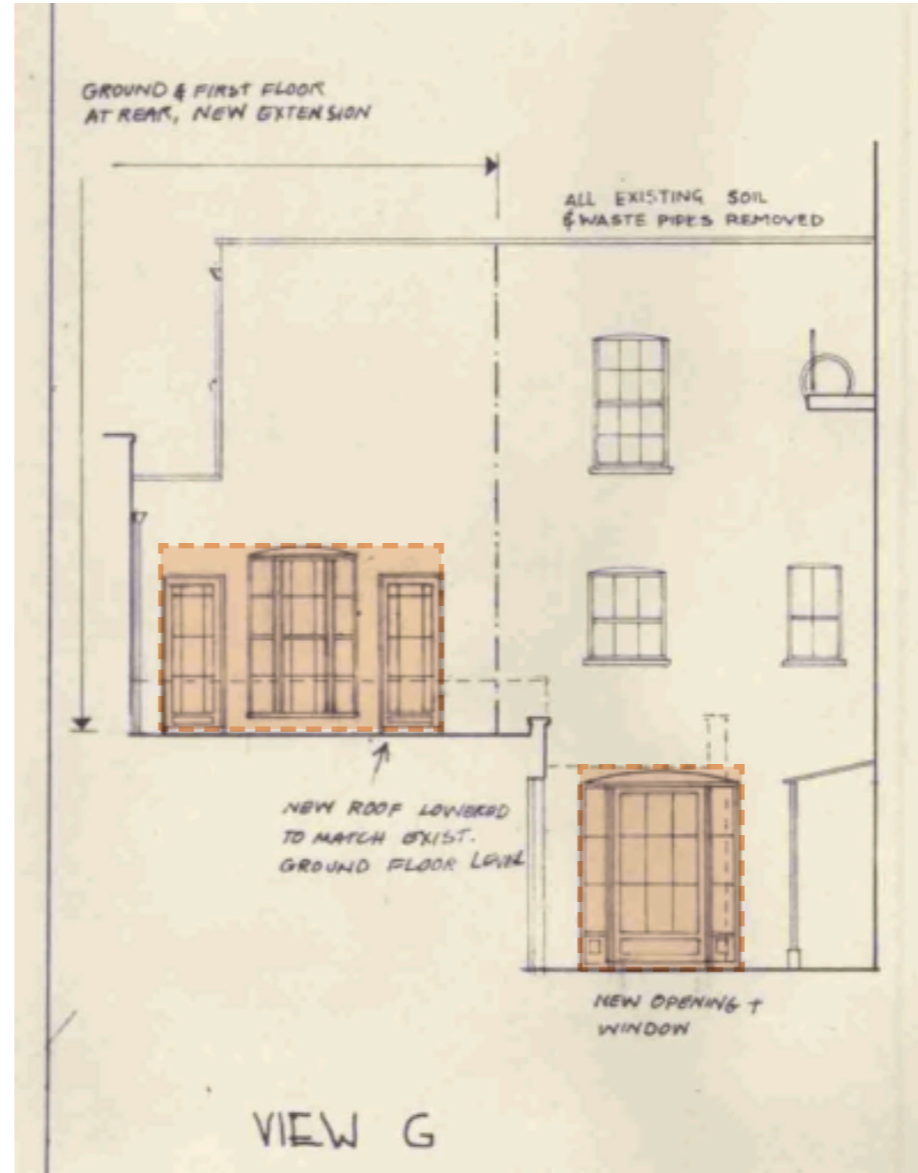 GROUND & FIRST FLOOR
AT REAR, NEW EXTENSION
ALL EXISTING SOIL
& WASTE PIPES REMOVED
NEW ROOF LOWERED
TO MATCH EXIST.
GROUND FLOOR LEVEL
NEW OPENING +
WINDOW
VIEW G